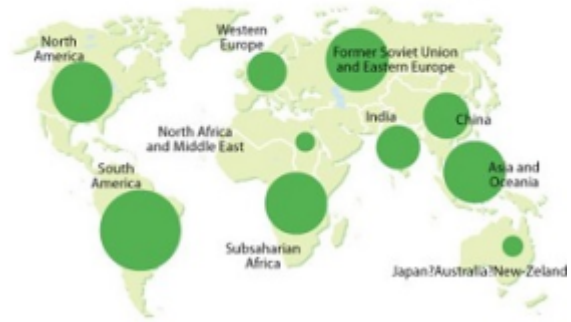 North
America
Western
Europe
Former Soviet Union
and Eastern Europe
North Africa
and Middle East
India
China
South
America
Asia and
Oceania
Subsaharian
Africa
Japan?Australia?New-Zeland